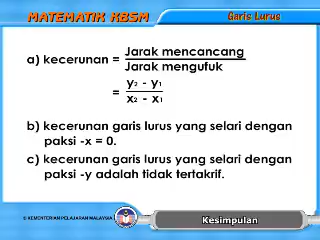 MATEMATIK KBSM
Garis Lurus
a) kecerunan = Jarak mencancang
Jarak mengufuk
= y₂ - y₁
x₂ - x₁
b) kecerunan garis lurus yang selari dengan
paksi -x = 0.
c) kecerunan garis lurus yang selari dengan
paksi -y adalah tidak tertakrif.
© KEMENTERIAN PELAJARAN MALAYSIA
Kesimpulan